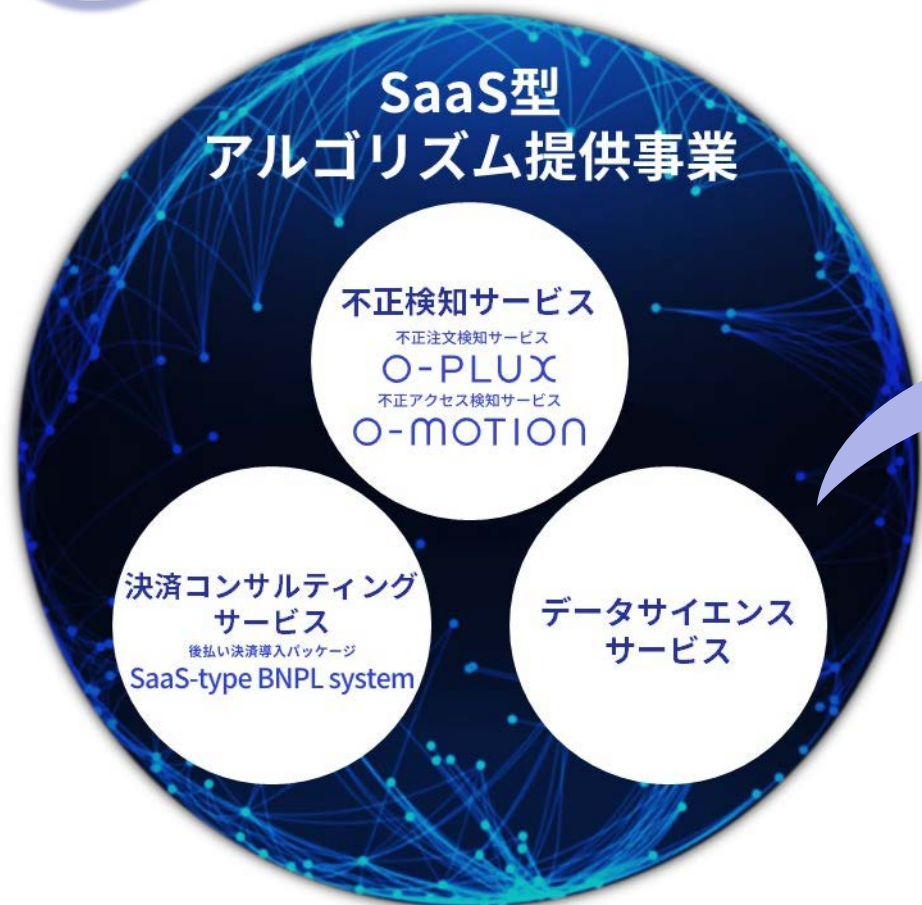 SaaS型
アルゴリズム提供事業
不正検知サービス
不正注文検知サービス
O-PLUX
不正アクセス検知サービス
O-MOTION
決済コンサルティング
サービス
後払い決済導入パッケージ
SaaS-type BNPL system
データサイエンス
サービス